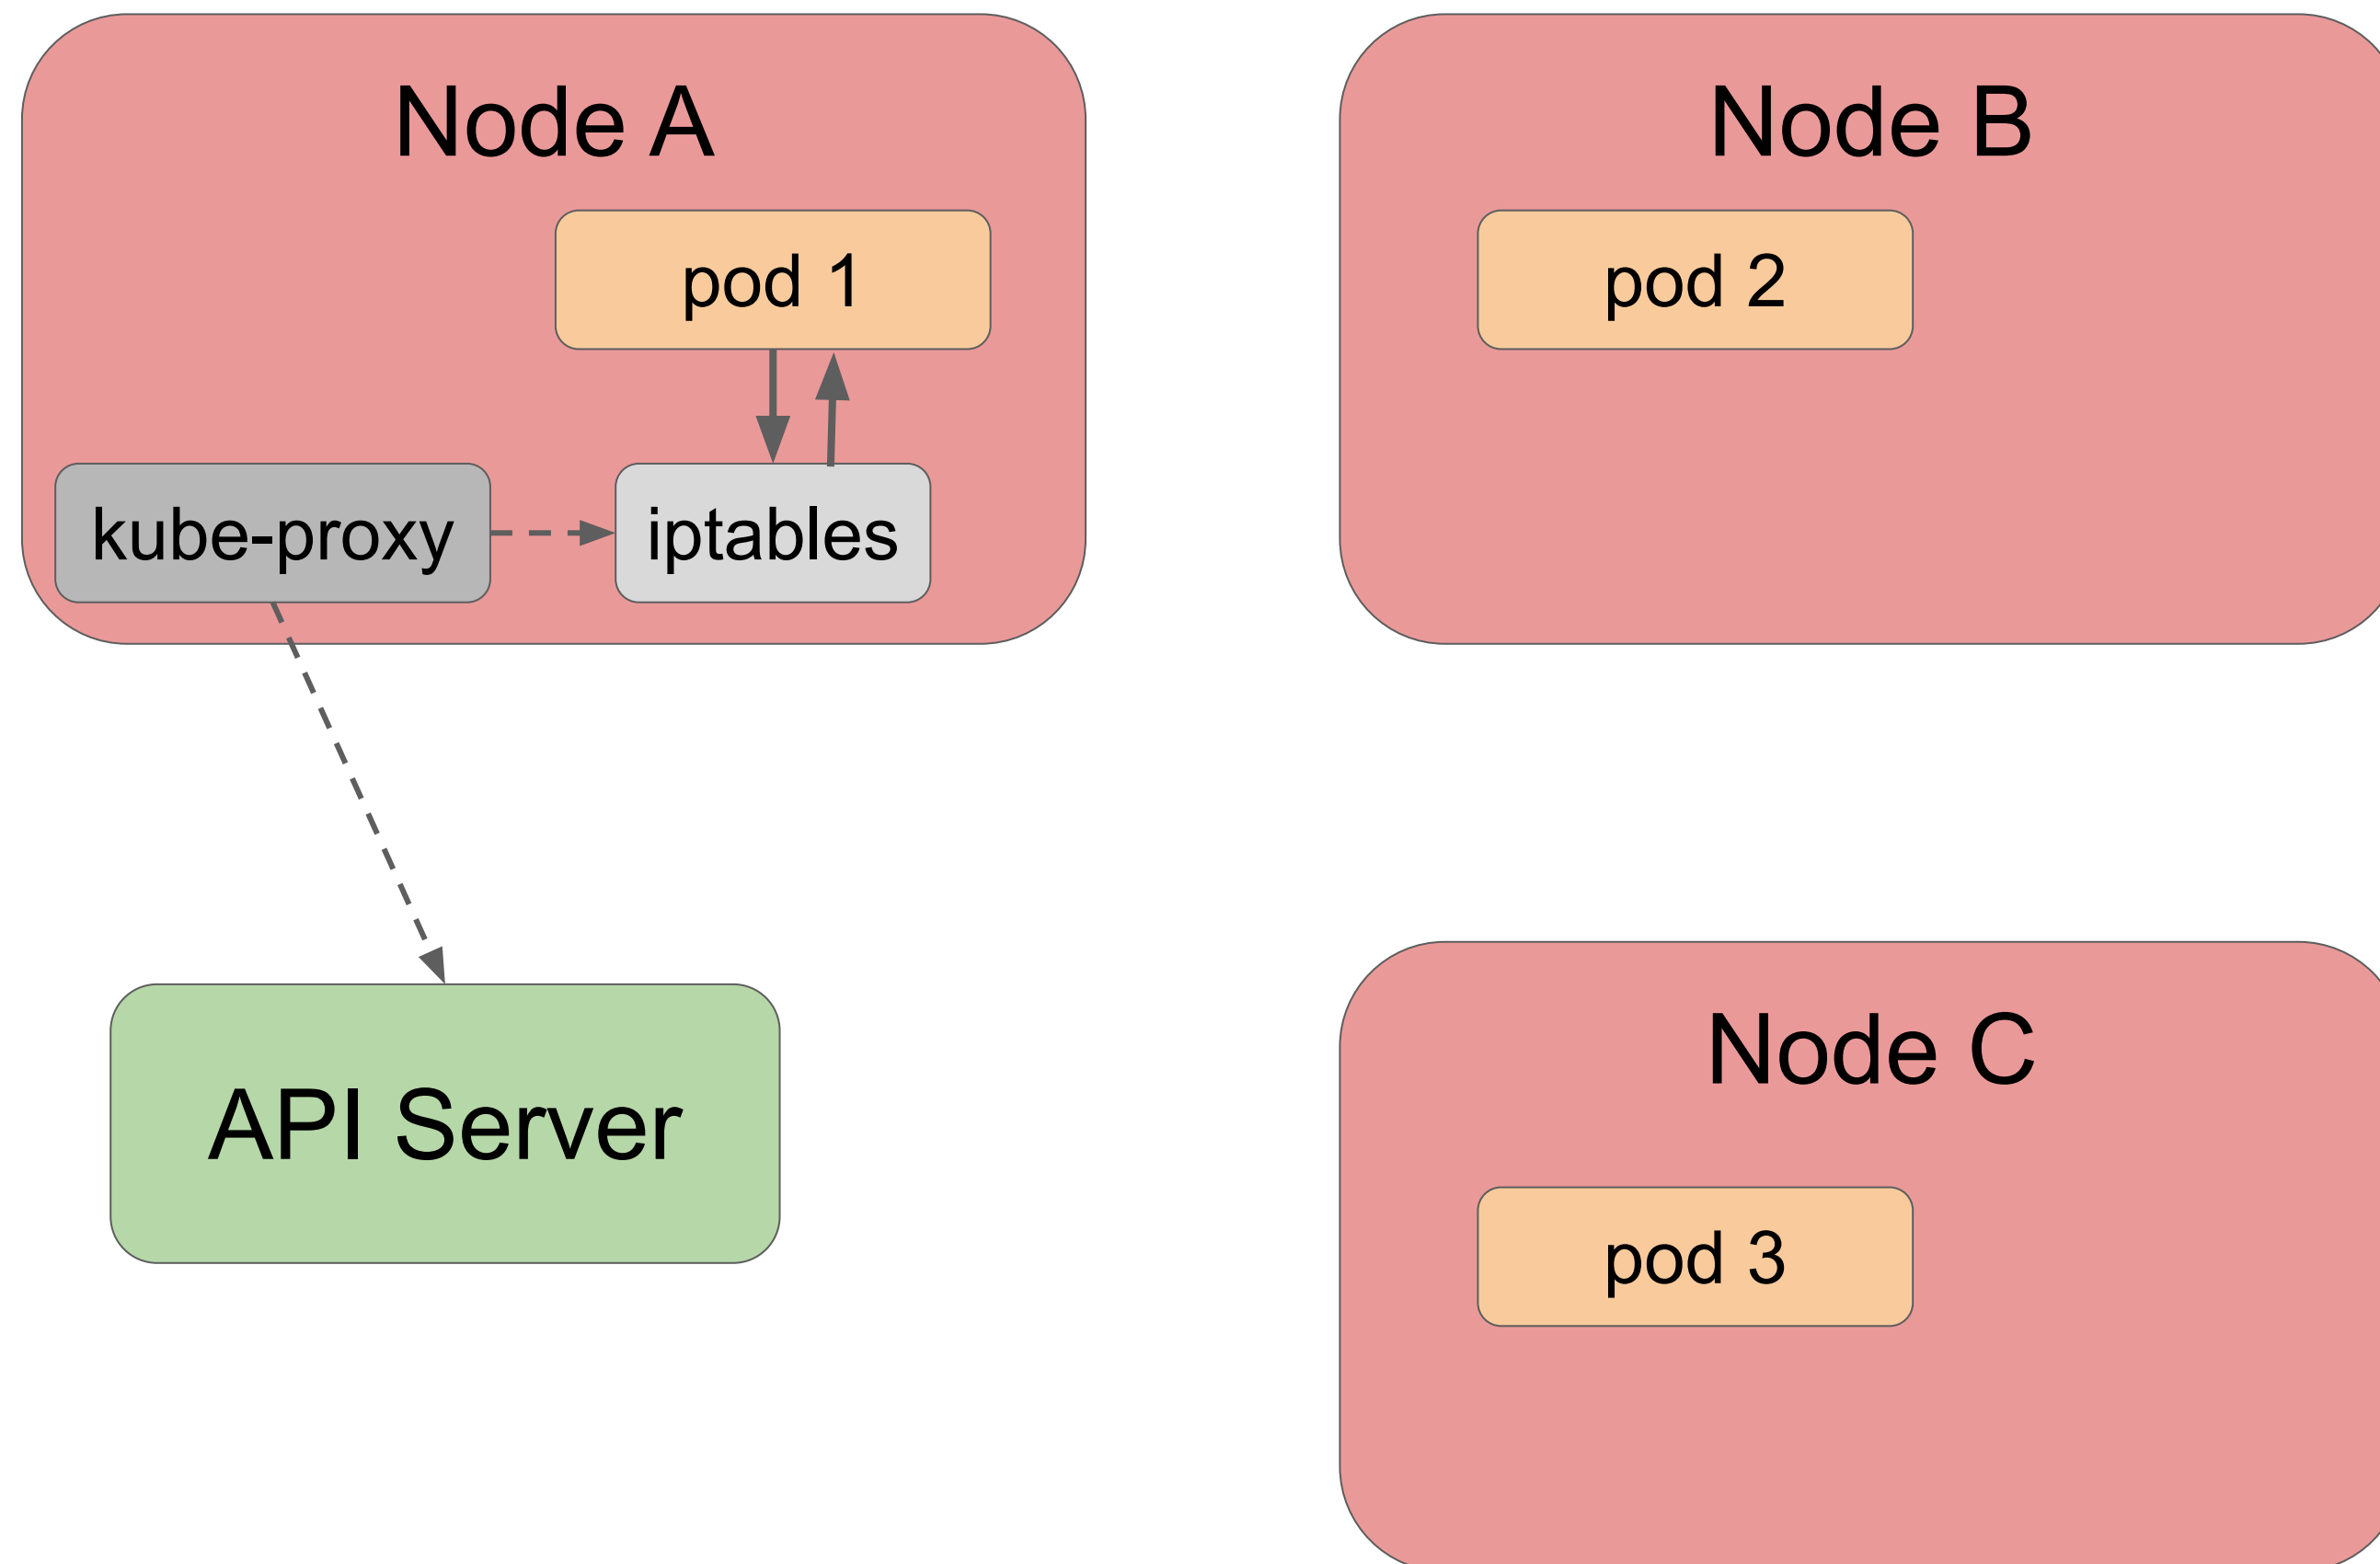 Node A
pod 1
kube-proxy
iptables
Node B
pod 2
API Server
Node C
pod 3